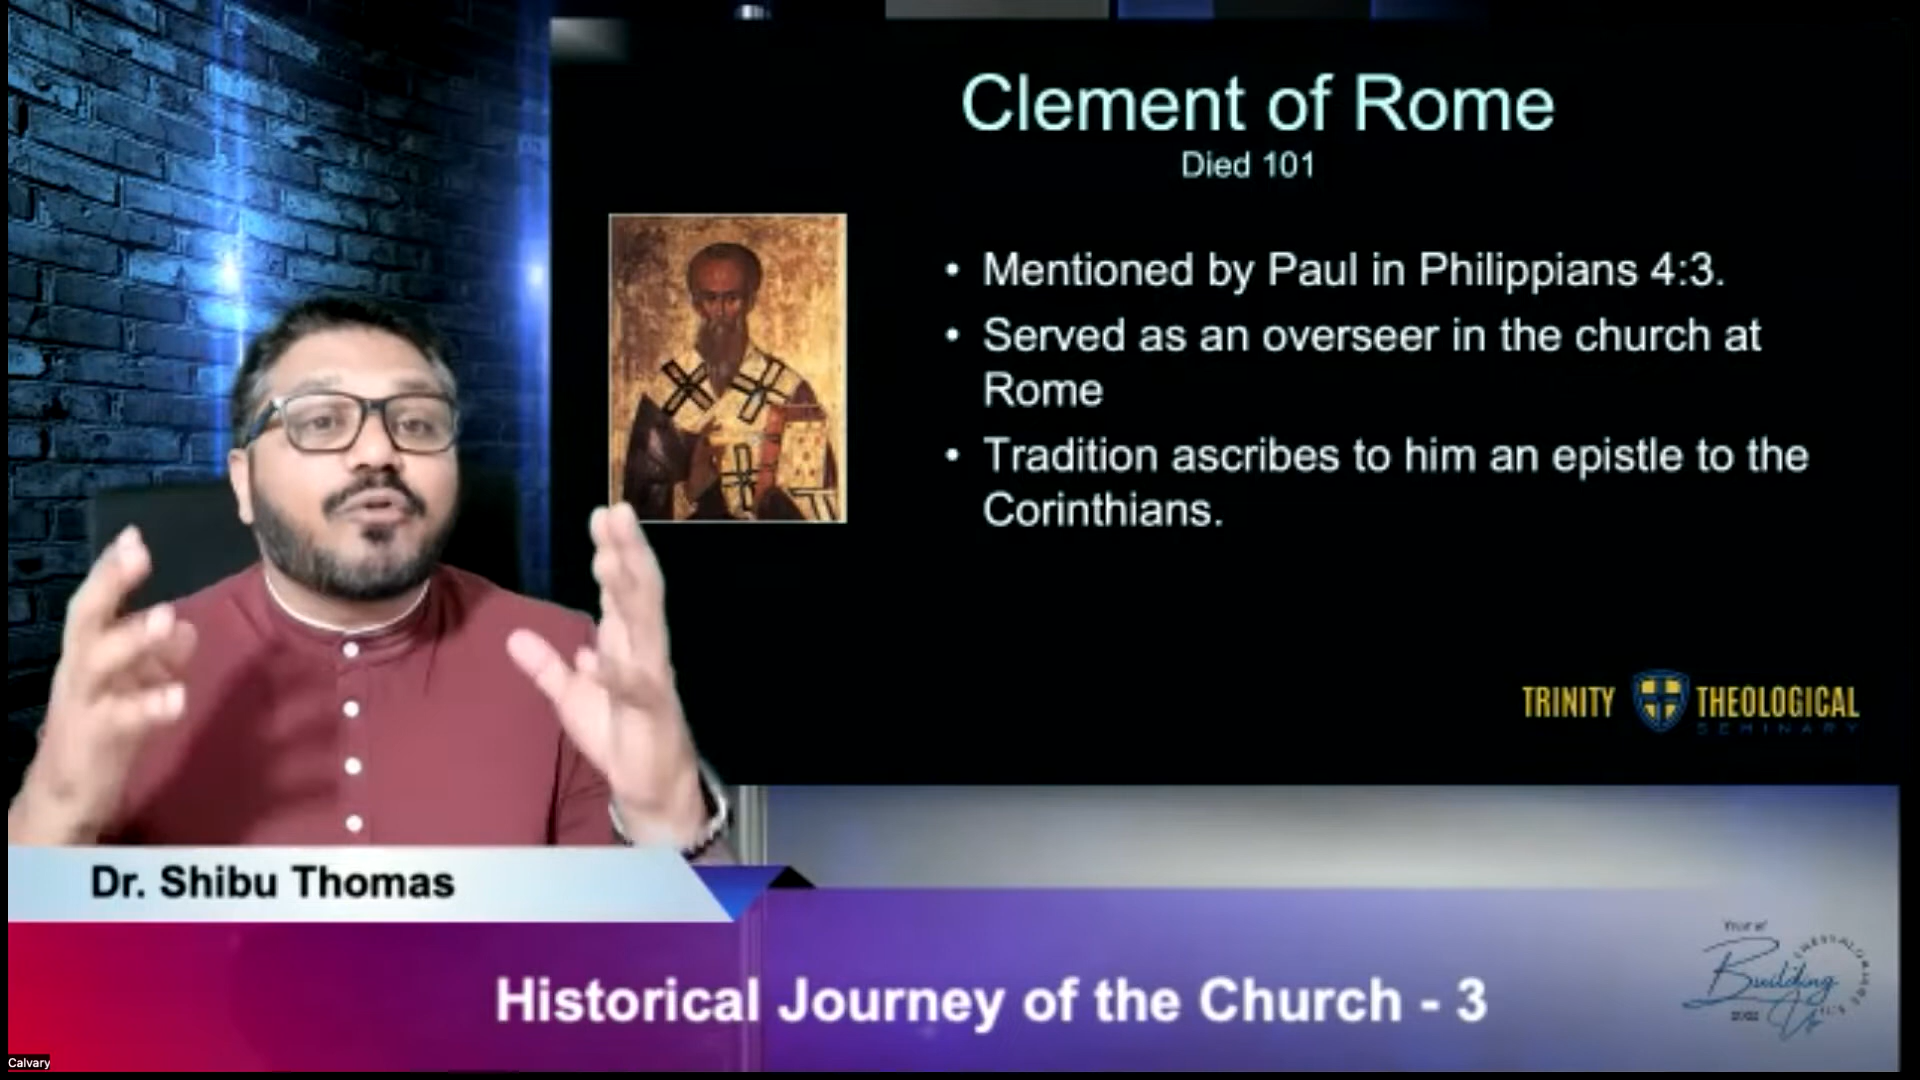 Clement of Rome
Died 101
• Mentioned by Paul in Philippians 4:3.
• Served as an overseer in the church at
Rome
• Tradition ascribes to him an epistle to the
Corinthians.
TRINITY THEOLOGICAL
SEMINARY
Dr. Shibu Thomas
Historical Journey of the Church - 3
Building
Calvary